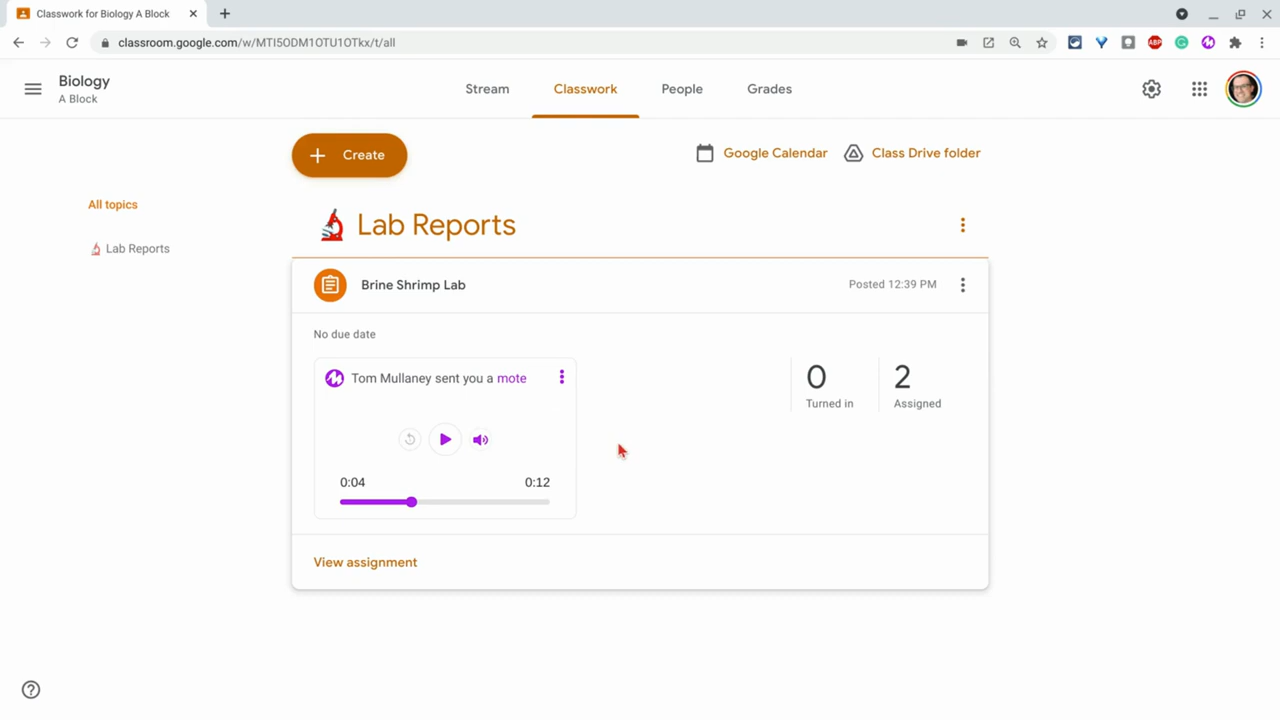 Classwork for Biology A Block
classroom.google.com/w/MTI5ODM1OTU1OTkx/t/all
ABP
Biology
A Block
Stream
Classwork
People
Grades
Create
Google Calendar
Class Drive folder
All topics
Lab Reports
Lab Reports
Brine Shrimp Lab
Posted 12:39 PM
No due date
Tom Mullaney sent you a mote
0
Turned in
2
Assigned
0:04
0:12
View assignment